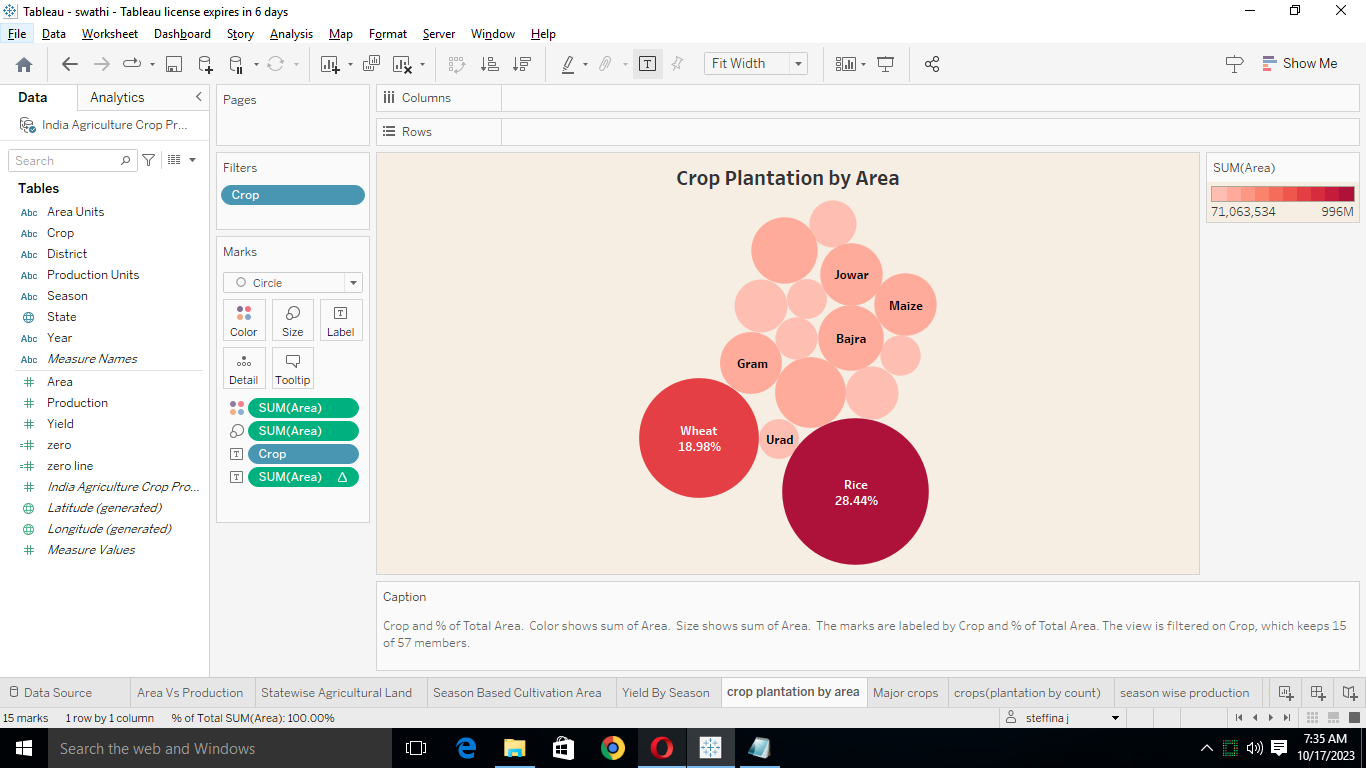 Tableau - swathi - Tableau license expires in 6 days
File Data Worksheet Dashboard Story Analysis Map Format Server Window Help
Fit Width
Show Me
Data Analytics
India Agriculture Crop Pr...
Search
Tables
Abc Area Units
Abc Crop
Abc District
Abc Production Units
Abc Season
State
Abc Year
Abc Measure Names
Area
Production
Yield
zero
zero line
India Agriculture Crop Pro...
Latitude (generated)
Longitude (generated)
Measure Values
Pages
Filters
Crop
Marks
Circle
Color Size Label
Detail Tooltip
SUM(Area)
SUM(Area)
Crop
SUM(Area) △
Columns
Rows
Crop Plantation by Area
Jowar
Maize
Bajra
Gram
Wheat
18.98%
Urad
Rice
28.44%
SUM(Area)
71,063,534 996M
Caption
Crop and % of Total Area. Color shows sum of Area. Size shows sum of Area. The marks are labeled by Crop and % of Total Area. The view is filtered on Crop, which keeps 15
of 57 members.
Data Source Area Vs Production Statewise Agricultural Land Season Based Cultivation Area Yield By Season crop plantation by area Major crops crops(plantation by count) season wise production
15 marks 1 row by 1 column % of Total SUM(Area): 100.00% steffina j
Search the web and Windows
7:35 AM
10/17/2023